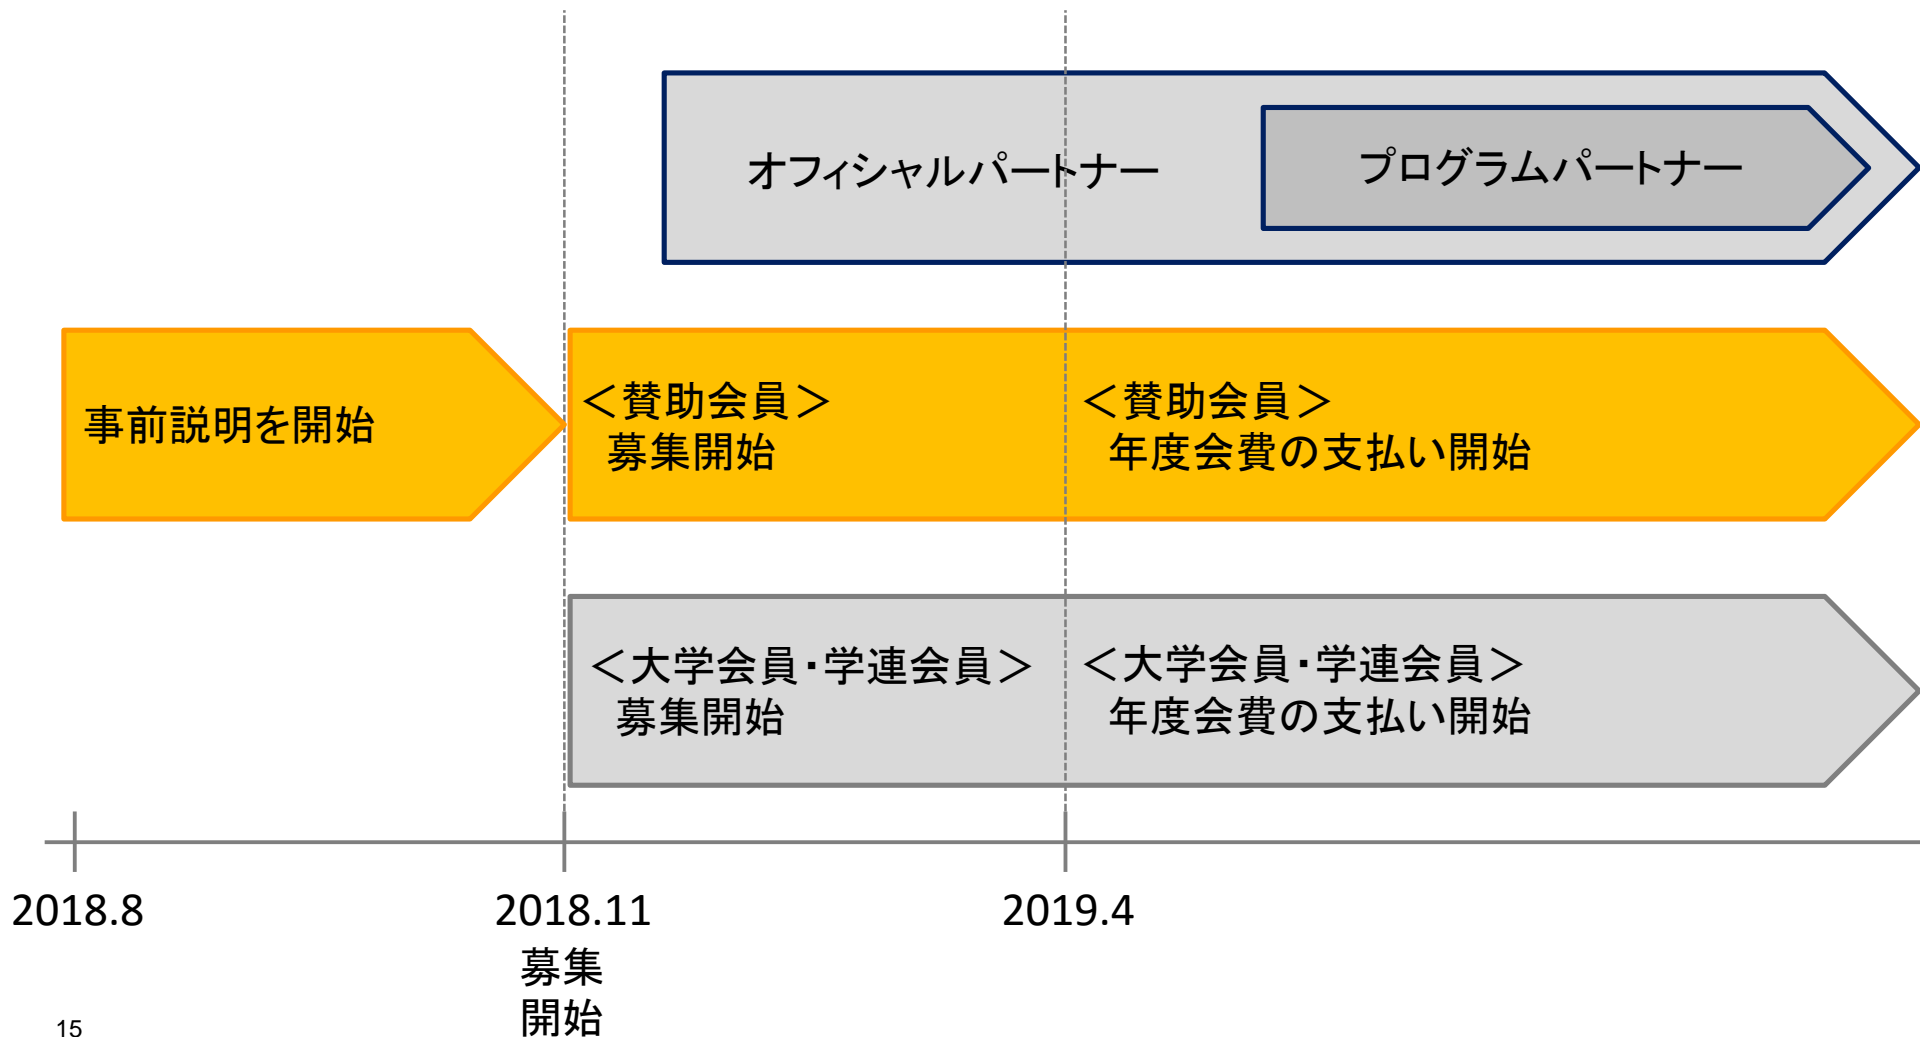 オフィシャルパートナー
プログラムパートナー
事前説明を開始
＜賛助会員＞
募集開始
＜賛助会員＞
年度会費の支払い開始
＜大学会員・学連会員＞
募集開始
＜大学会員・学連会員＞
年度会費の支払い開始
2018.8
2018.11
募集
開始
2019.4
15